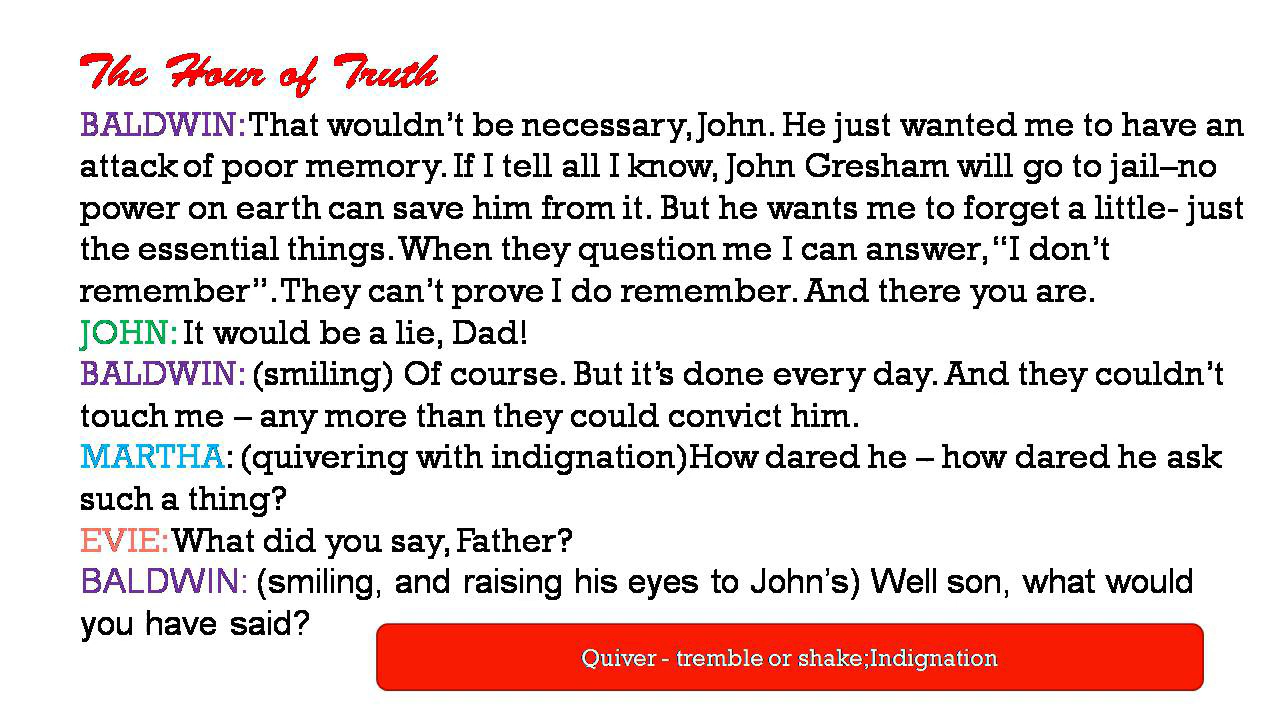 The Hour of Truth
BALDWIN: That wouldn't be necessary, John. He just wanted me to have an
attack of poor memory. If I tell all I know, John Gresham will go to jail–no
power on earth can save him from it. But he wants me to forget a little- just
the essential things. When they question me I can answer, “I don't
remember”. They can't prove I do remember. And there you are.
JOHN: It would be a lie, Dad!
BALDWIN: (smiling) Of course. But it's done every day. And they couldn't
touch me – any more than they could convict him.
MARTHA: (quivering with indignation)How dared he – how dared he ask
such a thing?
EVIE: What did you say, Father?
BALDWIN: (smiling, and raising his eyes to John's) Well son, what would
you have said?
Quiver - tremble or shake;Indignation